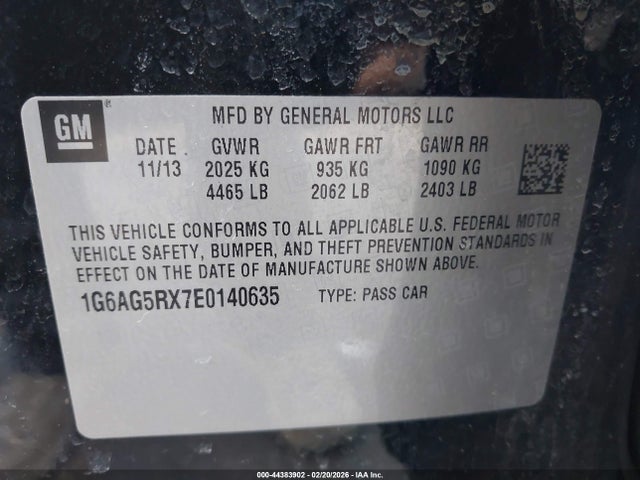 GM
MFD BY GENERAL MOTORS LLC
DATE GVWR GAWR FRT GAWR RR
11/13 2025 KG 935 KG 1090 KG
4465 LB 2062 LB 2403 LB
THIS VEHICLE CONFORMS TO ALL APPLICABLE U.S. FEDERAL MOTOR
VEHICLE SAFETY, BUMPER, AND THEFT PREVENTION STANDARDS IN
EFFECT ON THE DATE OF MANUFACTURE SHOWN ABOVE.
1G6AG5RX7E0140635 TYPE: PASS CAR
000-44383902 - 02/20/2026 - IAA Inc.